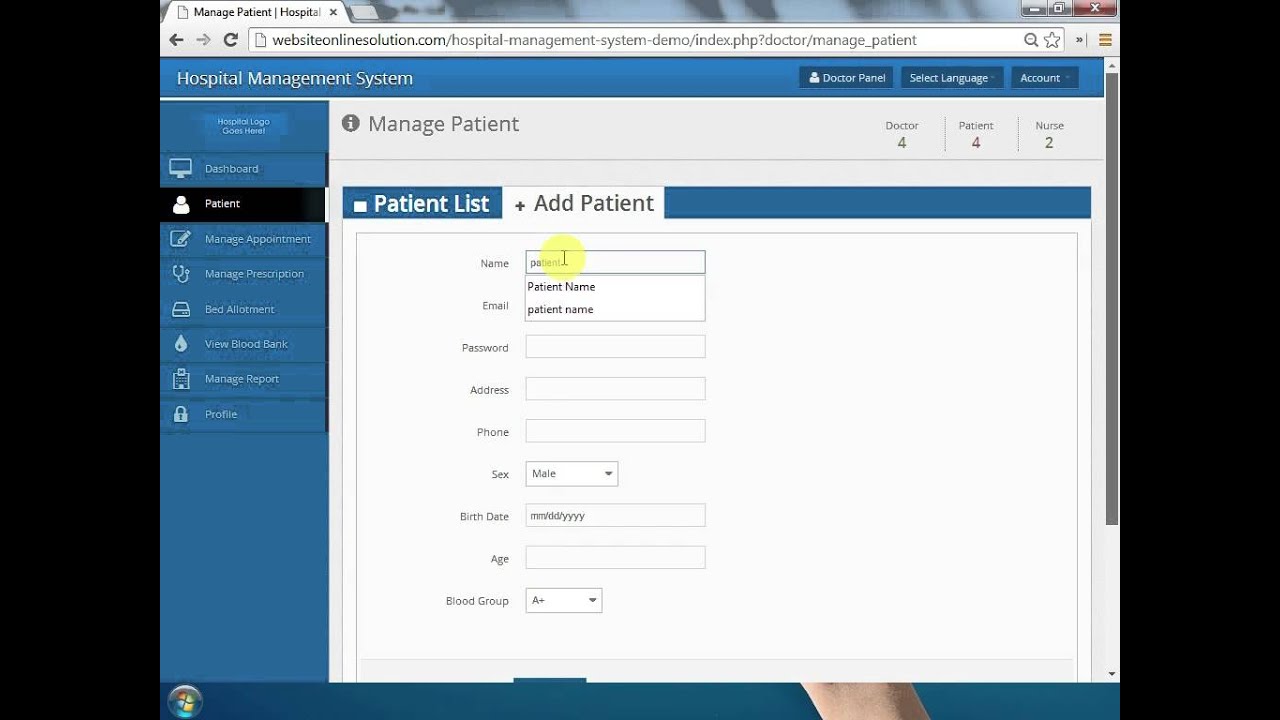 Manage Patient | Hospital
websiteonlinesolution.com/hospital-management-system-demo/index.php?doctor/manage_patient
Hospital Management System
Doctor Panel
Select Language
Account
Hospital Logo
Goes Here!
Manage Patient
Doctor
4
Patient
4
Nurse
2
Dashboard
Patient
Manage Appointment
Manage Prescription
Bed Allotment
View Blood Bank
Manage Report
Profile
Patient List
+ Add Patient
Name
patient
Patient Name
patient name
Email
Password
Address
Phone
Sex
Male
Birth Date
mm/dd/yyyy
Age
Blood Group
A+